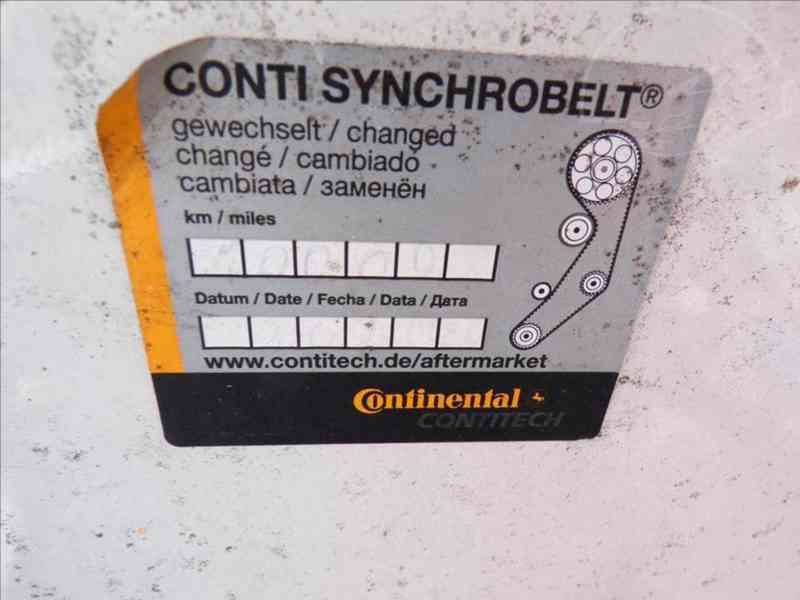 CONTI SYNCHROBELT®
gewechselt / changed
changé / cambiado
cambiata / заменён
km / miles
Datum / Date / Fecha / Data / Дата
www.contitech.de/aftermarket
Continental
CONTITECH